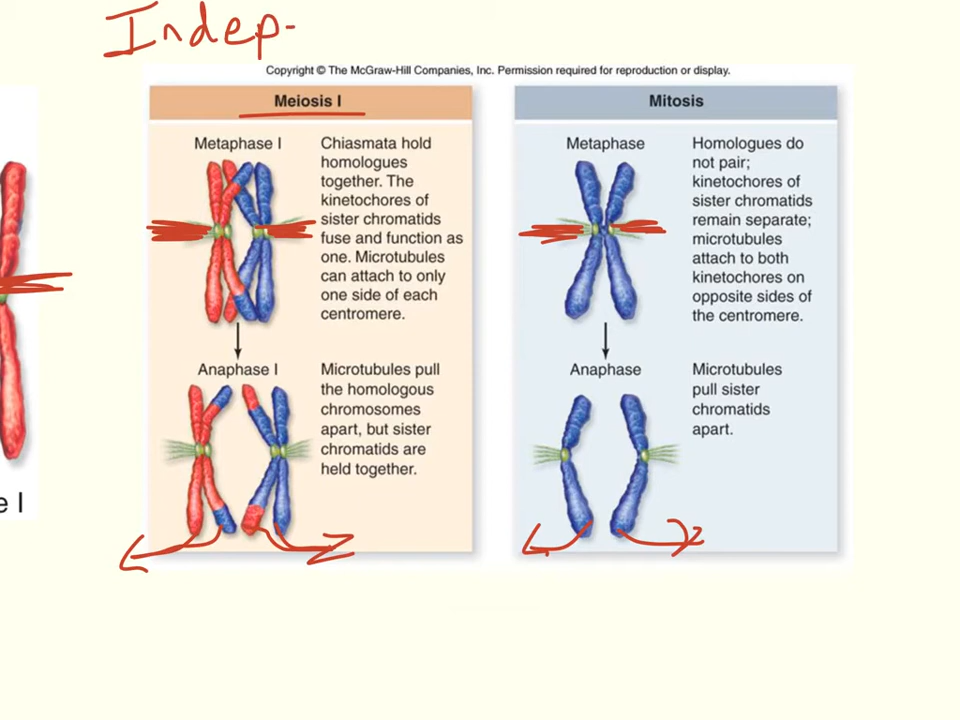 Indep-
Copyright © The McGraw-Hill Companies, Inc. Permission required for reproduction or display.
Meiosis I
Metaphase I
Chiasmata hold
homologues
together. The
kinetochores of
sister chromatids
fuse and function as
one. Microtubules
can attach to only
one side of each
centromere.
Anaphase I
Microtubules pull
the homologous
chromosomes
apart, but sister
chromatids are
held together.
Mitosis
Metaphase
Homologues do
not pair;
kinetochores of
sister chromatids
remain separate;
microtubules
attach to both
kinetochores on
opposite sides of
the centromere.
Anaphase
Microtubules
pull sister
chromatids
apart.
e I